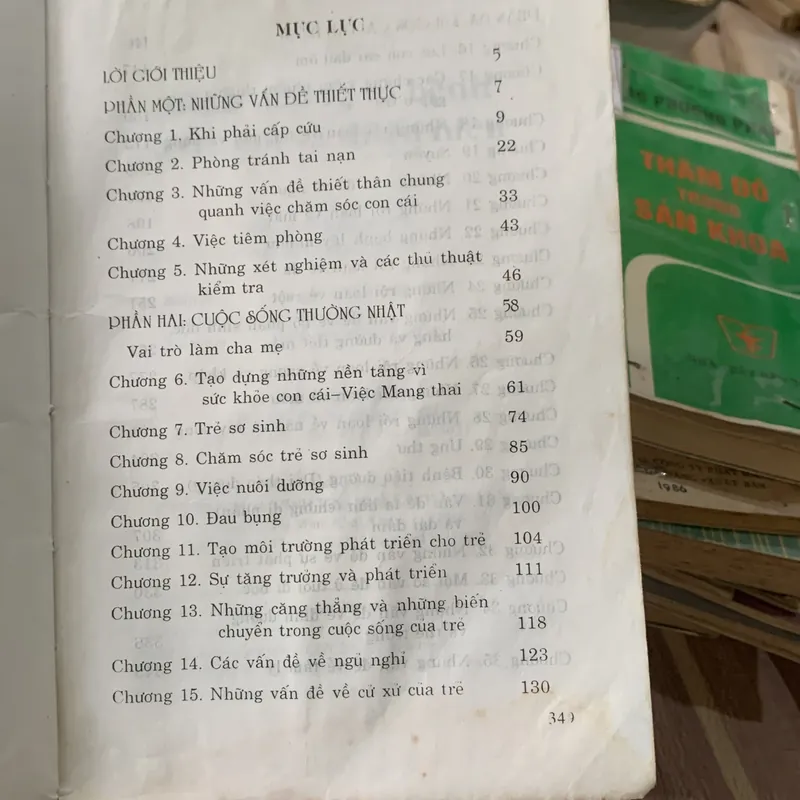 MỤC LỤC
LỜI GIỚI THIỆU 5
PHẦN MỘT: NHỮNG VẤN ĐỀ THIẾT THỰC 7
Chương 1. Khi phải cấp cứu 9
Chương 2. Phòng tránh tai nạn 22
Chương 3. Những vấn đề thiết thân chung
quanh việc chăm sóc con cái 33
Chương 4. Việc tiêm phòng 43
Chương 5. Những xét nghiệm và các thủ thuật
kiểm tra 46
PHẦN HAI: CUỘC SỐNG THƯỜNG NHẬT 58
Vai trò làm cha mẹ 59
Chương 6. Tạo dựng những nền tảng vì
sức khỏe con cái–Việc Mang thai 61
Chương 7. Trẻ sơ sinh 74
Chương 8. Chăm sóc trẻ sơ sinh 85
Chương 9. Việc nuôi dưỡng 90
Chương 10. Đau bụng 100
Chương 11. Tạo môi trường phát triển cho trẻ 104
Chương 12. Sự tăng trưởng và phát triển 111
Chương 13. Những căng thẳng và những biến
chuyển trong cuộc sống của trẻ 118
Chương 14. Các vấn đề về ngủ nghỉ 123
Chương 15. Những vấn đề về cử xử của trẻ 130
349
PHƯƠNG PHÁP
THĂM DÒ
TRONG
SẢN KHOA
1986